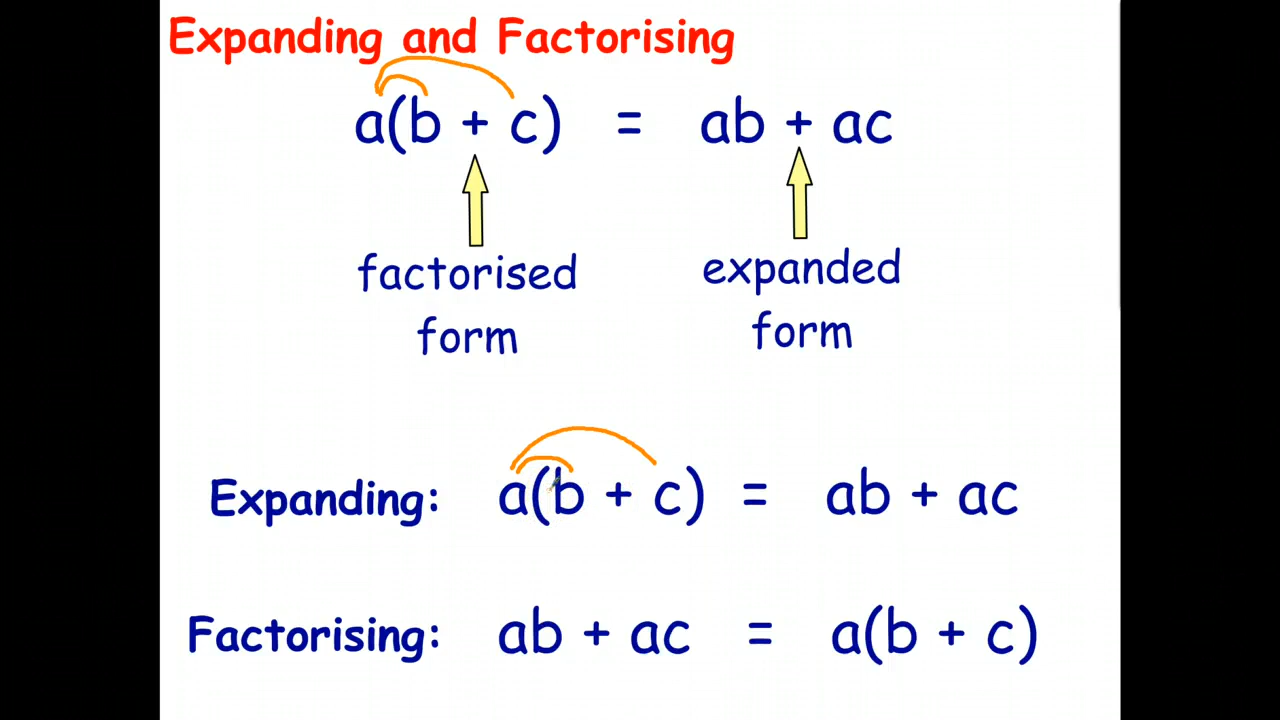 Expanding and Factorising
a(b + c) = ab + ac
factorised expanded
form form
Expanding: a(b + c) = ab + ac
Factorising: ab + ac = a(b + c)